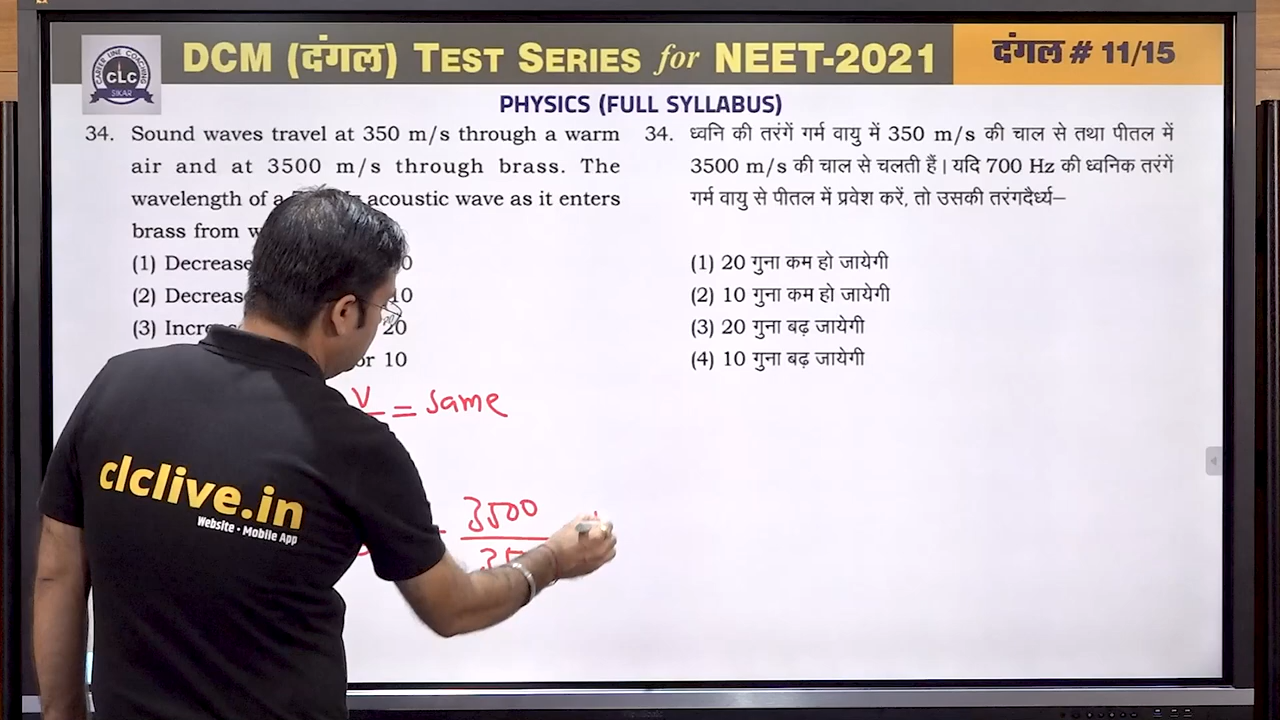 DCM (दंगल) TEST SERIES for NEET-2021
दंगल # 11/15
CAREER LINE COACHING
CLC
SIKAR
PHYSICS (FULL SYLLABUS)
34. Sound waves travel at 350 m/s through a warm
air and at 3500 m/s through brass. The
wavelength of a acoustic wave as it enters
brass from
(1) Decrease
(2) Decrease 10
(3) 20
or 10
34. ध्वनि की तरंगें गर्म वायु में 350 m/s की चाल से तथा पीतल में
3500 m/s की चाल से चलती हैं। यदि 700 Hz की ध्वनिक तरंगें
गर्म वायु से पीतल में प्रवेश करें, तो उसकी तरंगदैर्ध्य–
(1) 20 गुना कम हो जायेगी
(2) 10 गुना कम हो जायेगी
(3) 20 गुना बढ़ जायेगी
(4) 10 गुना बढ़ जायेगी
V = same
3500
clclive.in
Website • Mobile App